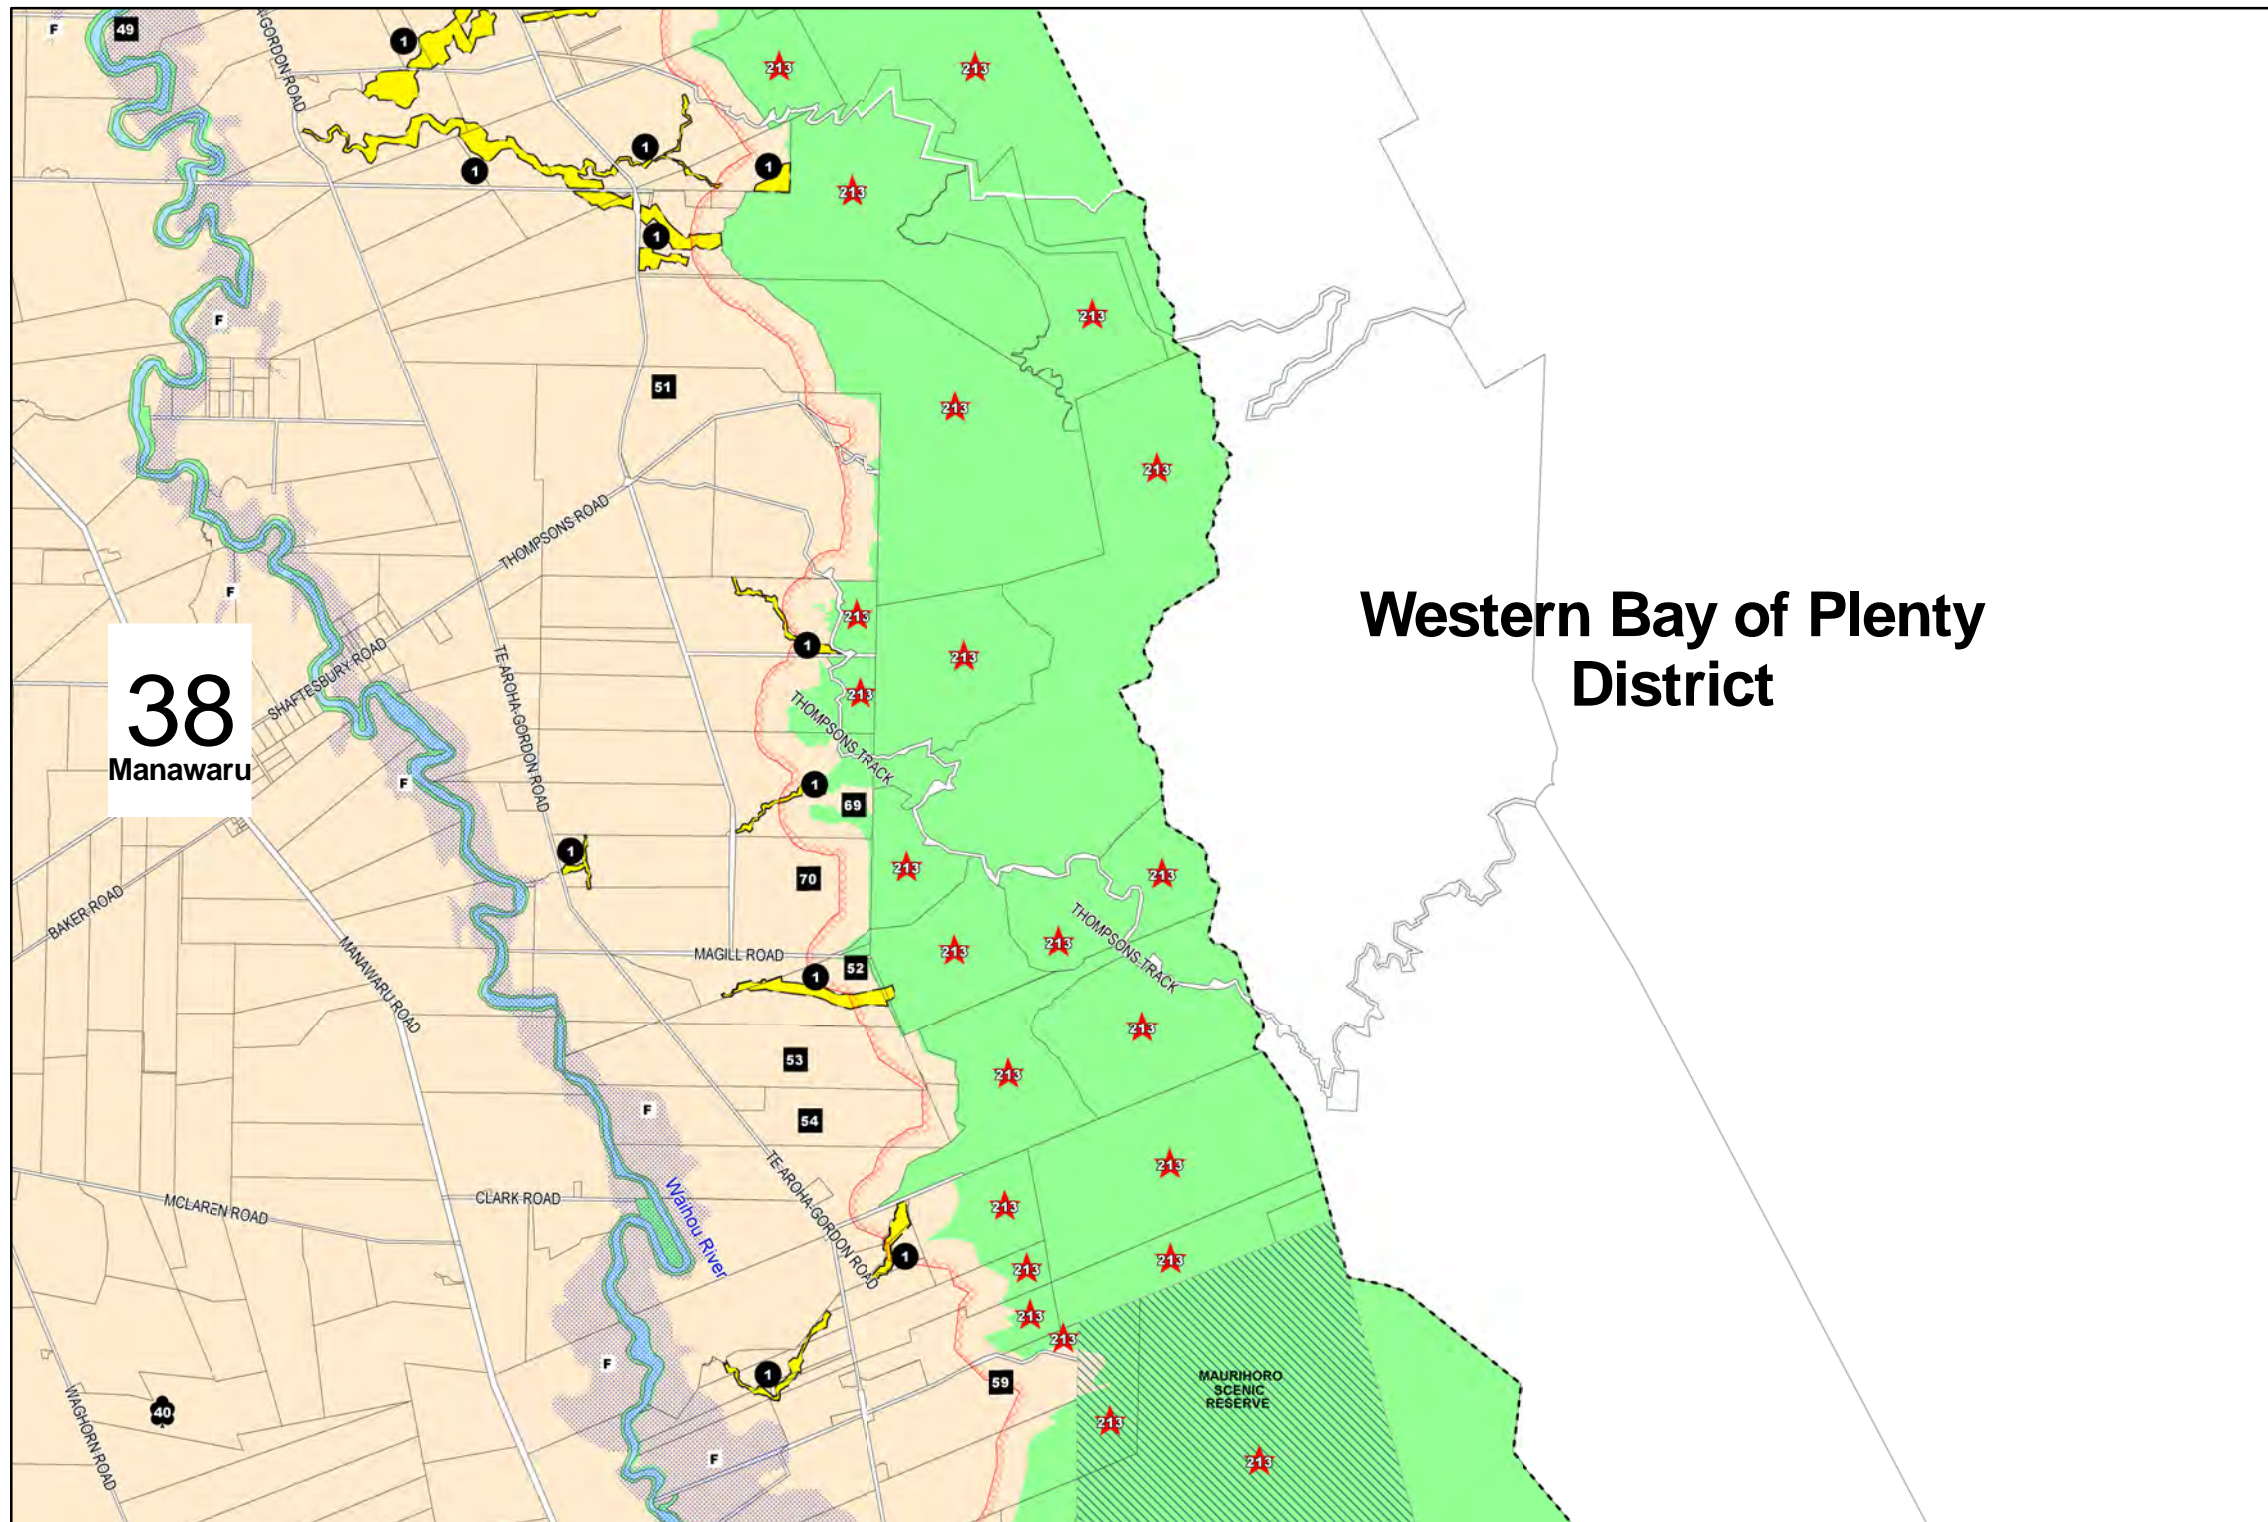 F
49
1
-GORDON ROAD
213
213
1
1
1
213
1
F
213
51
213
213
THOMPSONS ROAD
F
213
1
213
38
Manawaru
SHAFTESBURY ROAD
TE AROHA-GORDON ROAD
213
THOMPSONS TRACK
Western Bay of Plenty
District
F
1
69
1
70
213
213
BAKER ROAD
MANAWARU ROAD
MAGILL ROAD
52
1
213
213
THOMPSONS TRACK
213
53
213
54
F
TE AROHA-GORDON ROAD
213
MCLAREN ROAD
CLARK ROAD
Waihou River
213
1
213
213
213
213
F
1
59
MAURIHORO
SCENIC
RESERVE
WAGHORN ROAD
40
213
F
213